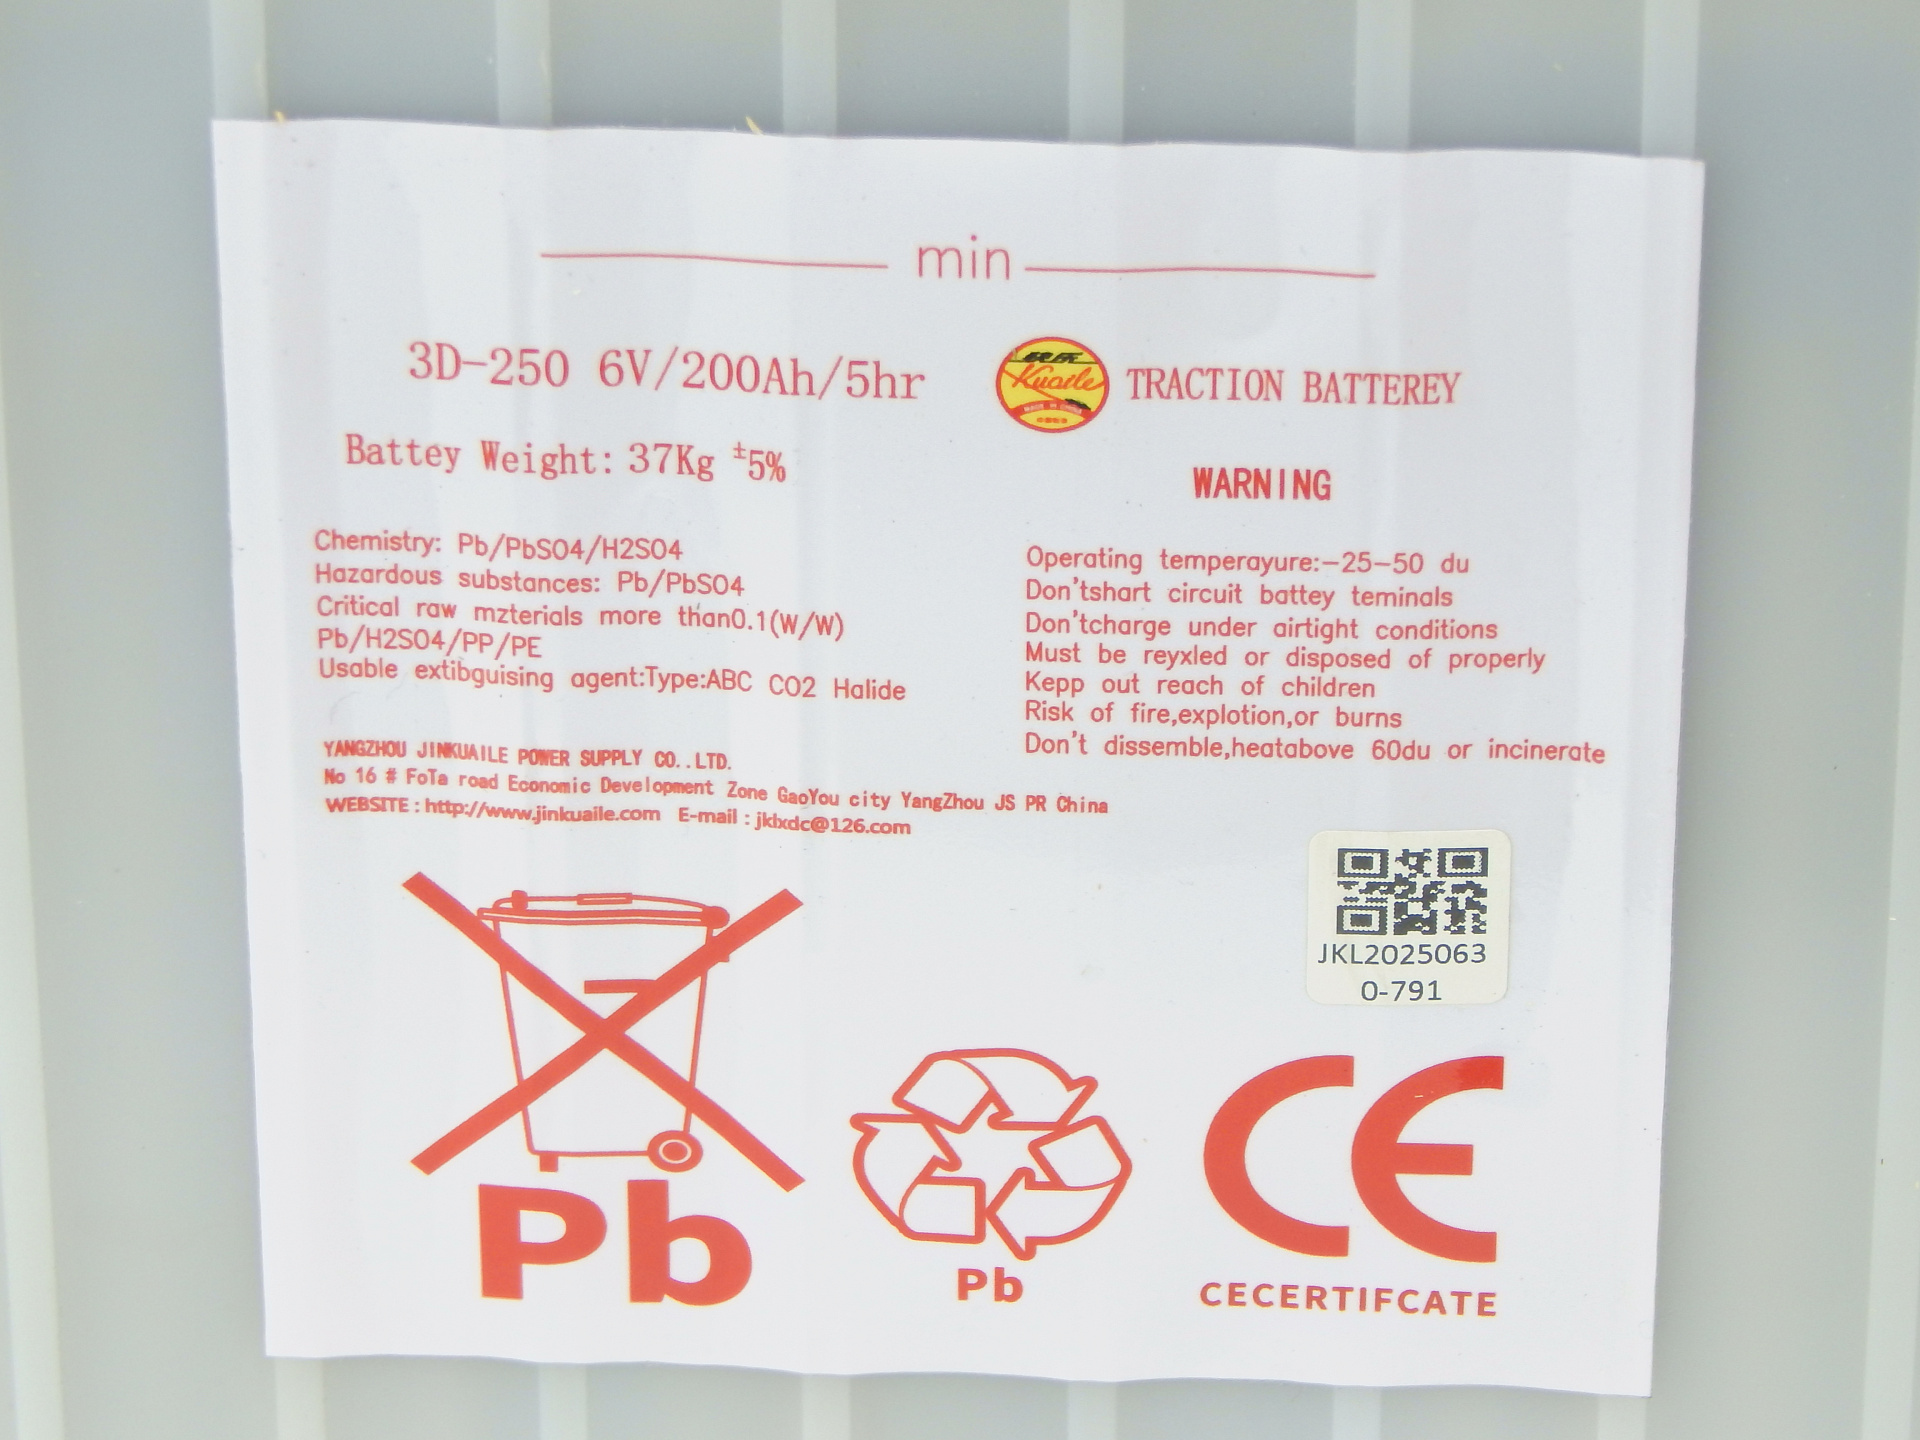 min
3D-250 6V/200Ah/5hr
Kuaile
MADE IN CHINA
TRACTION BATTEREY
Battey Weight: 37Kg ±5%
WARNING
Chemistry: Pb/PbSO4/H2SO4
Hazardous substances: Pb/PbSO4
Critical raw mzterials more than0.1(W/W)
Pb/H2SO4/PP/PE
Usable extibguising agent:Type:ABC CO2 Halide
Operating temperayure:-25-50 du
Don'tshart circuit battey teminals
Don'tcharge under airtight conditions
Must be reyxled or disposed of properly
Kepp out reach of children
Risk of fire,explotion,or burns
Don't dissemble,heatabove 60du or incinerate
YANGZHOU JINKUAILE POWER SUPPLY CO..LTD.
No 16 # FoTa road Economic Development Zone GaoYou city YangZhou JS PR China
WEBSITE : http://www.jinkuaile.com E-mail : jklxdc@126.com
JKL2025063
0-791
Pb
Pb
CE
CECERTIFCATE